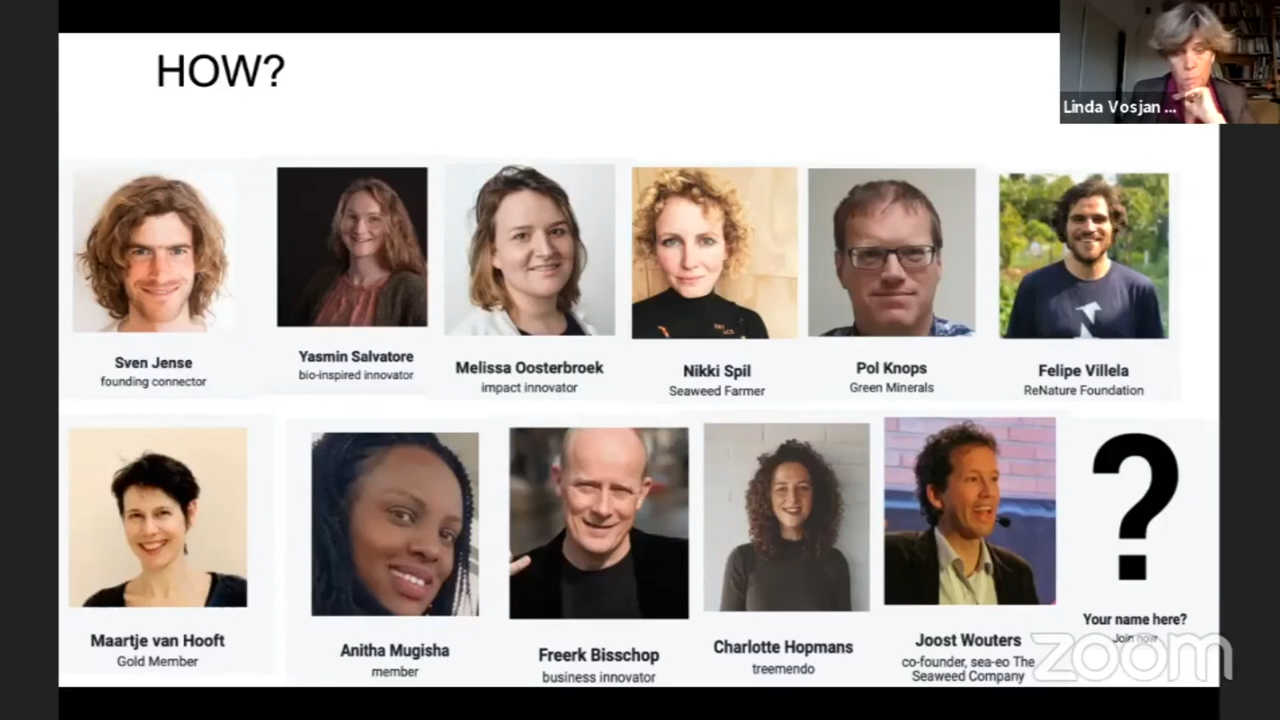 HOW?
Linda Vosjan ...
Sven Jense
founding connector
Yasmin Salvatore
bio-inspired innovator
Melissa Oosterbroek
impact innovator
Nikki Spil
Seaweed Farmer
Pol Knops
Green Minerals
Felipe Villela
ReNature Foundation
Maartje van Hooft
Gold Member
Anitha Mugisha
member
Freerk Bisschop
business innovator
Charlotte Hopmans
treemendo
Joost Wouters
co-founder, sea-eo The
Seaweed Company
?
Your name here?
Join now
zoom